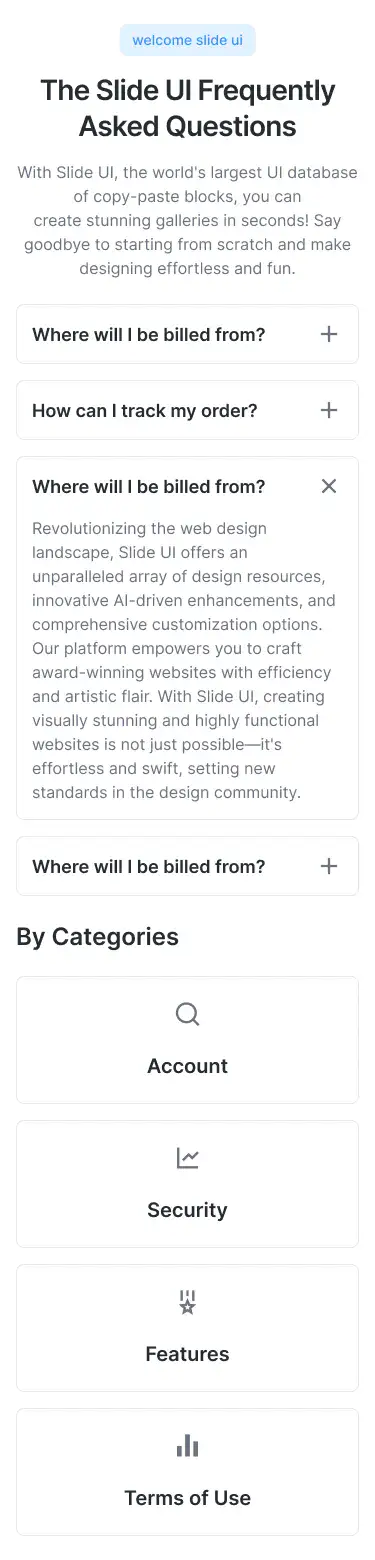 welcome slide ui
The Slide UI Frequently
Asked Questions
With Slide UI, the world's largest UI database
of copy-paste blocks, you can
create stunning galleries in seconds! Say
goodbye to starting from scratch and make
designing effortless and fun.
Where will I be billed from?
How can I track my order?
Where will I be billed from?
Revolutionizing the web design
landscape, Slide UI offers an
unparalleled array of design resources,
innovative AI-driven enhancements, and
comprehensive customization options.
Our platform empowers you to craft
award-winning websites with efficiency
and artistic flair. With Slide UI, creating
visually stunning and highly functional
websites is not just possible—it's
effortless and swift, setting new
standards in the design community.
Where will I be billed from?
By Categories
Account
Security
Features
Terms of Use